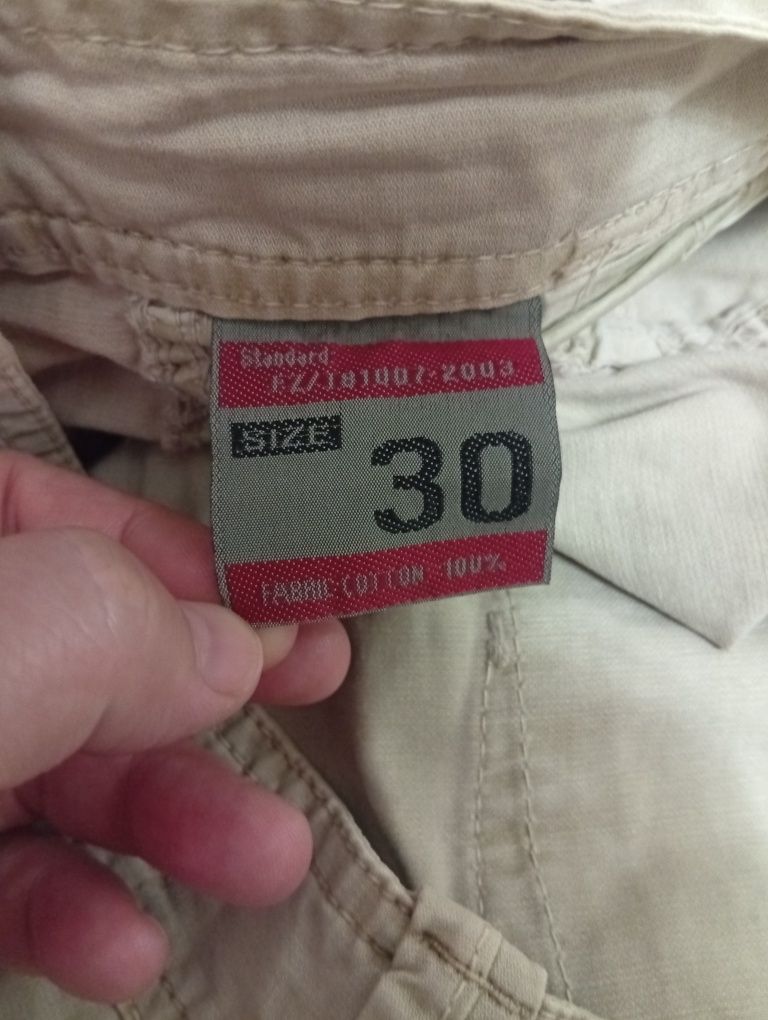 Standard
FZ/T81007-2003
SIZE
30
FABRIC COTTON 100%